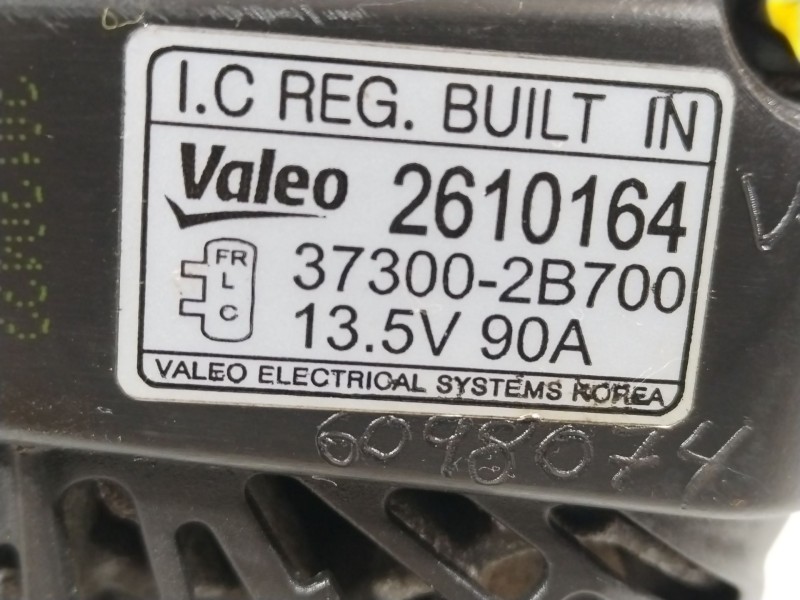 I.C REG. BUILT IN
Valeo 2610164
FR
L
C
37300-2B700
13.5V 90A
VALEO ELECTRICAL SYSTEMS KOREA
6098074
V